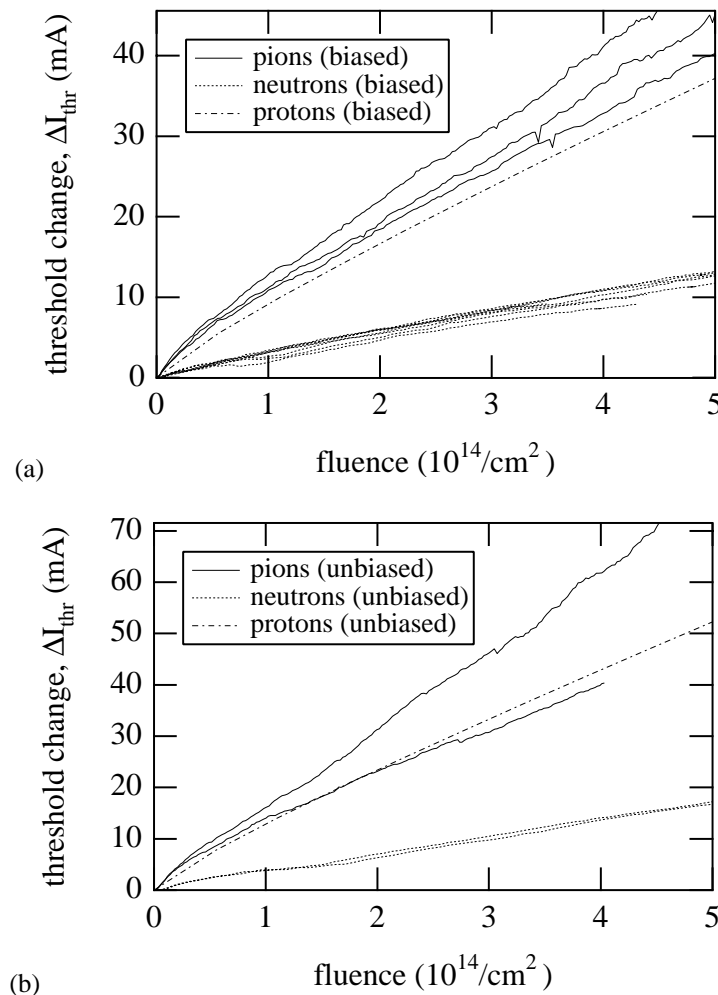 40
30
20
10
0
threshold change, ΔI_thr (mA)
pions (biased)
neutrons (biased)
protons (biased)
0 1 2 3 4 5
fluence (10^14/cm^2)
(a)
70
60
50
40
30
20
10
0
threshold change, ΔI_thr (mA)
pions (unbiased)
neutrons (unbiased)
protons (unbiased)
0 1 2 3 4 5
fluence (10^14/cm^2)
(b)